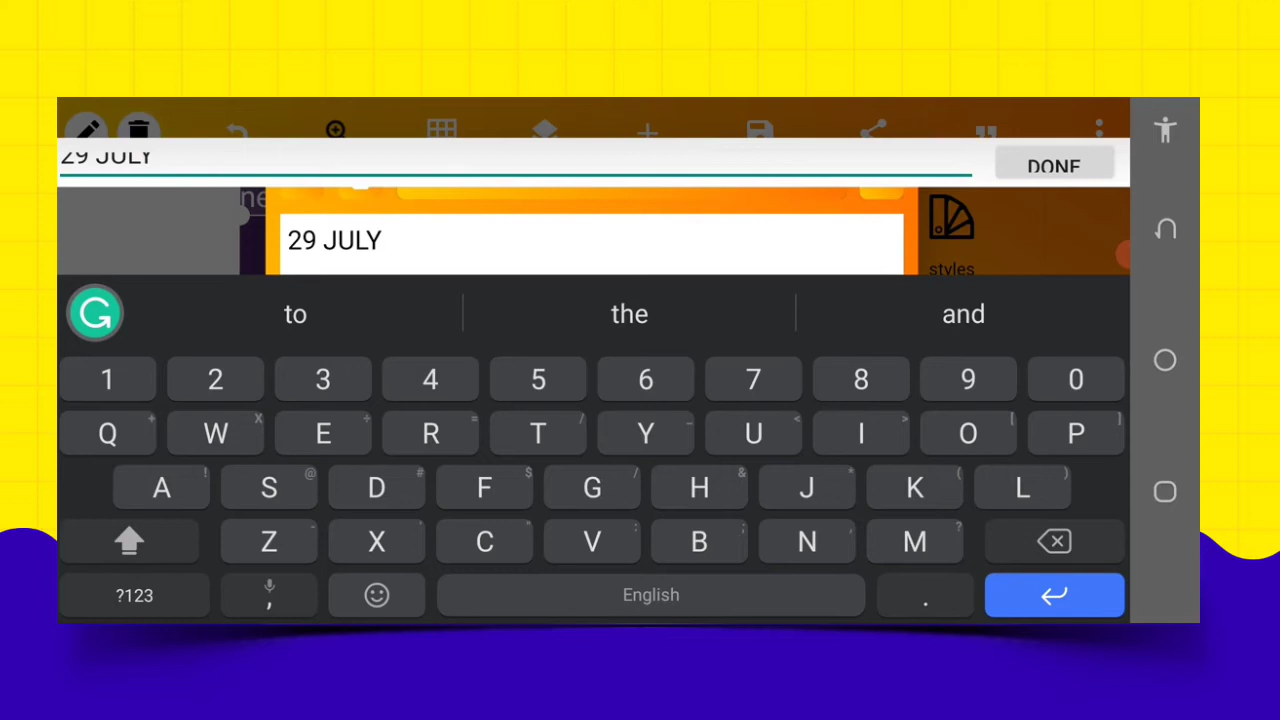 29 JULY
DONE
ne
29 JULY
styles
to the and
1 2 3 4 5 6 7 8 9 0
Q + W X E ÷ R = T / Y _ U < I > O [ P ]
A ! S @ D # F $ G / H & J * K ( L )
Z - X ' C " V : B ; N , M ?
?123 , English .